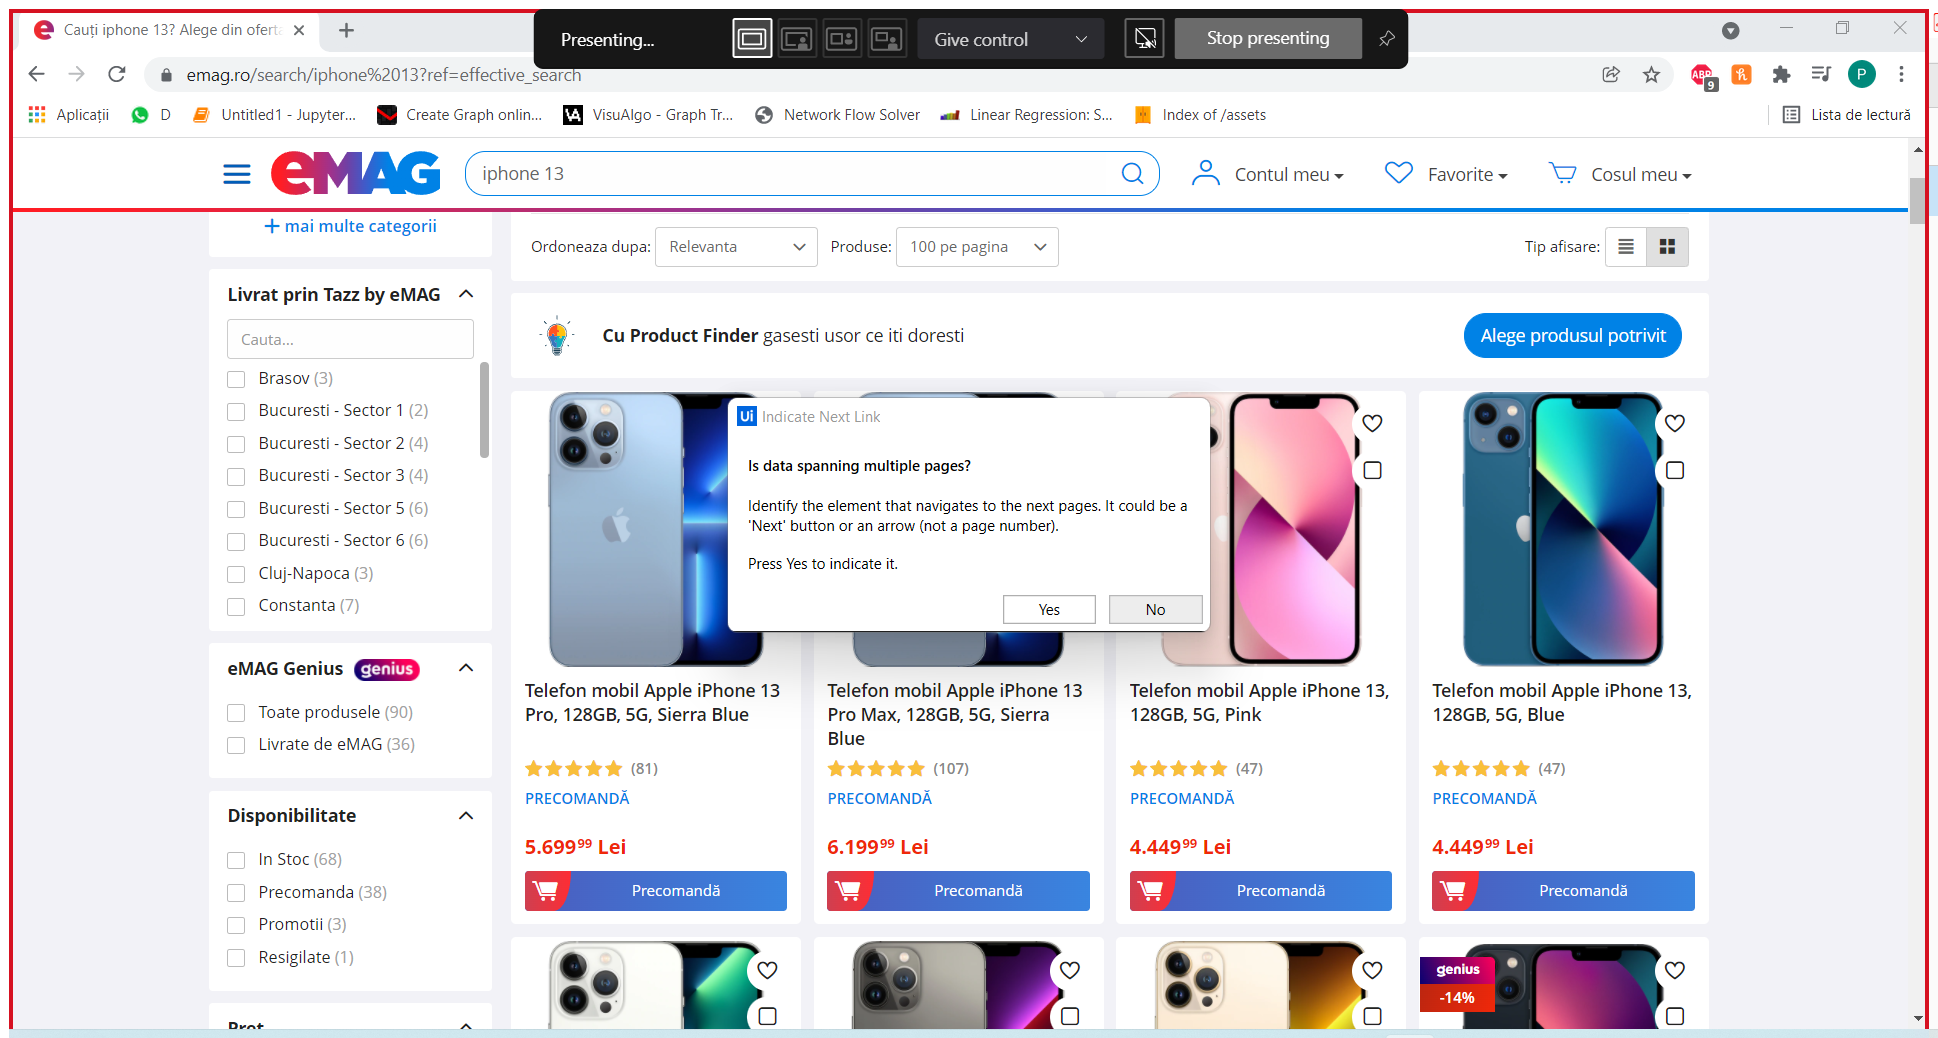 Cauți iphone 13? Alege din oferta
Presenting...
Give control
Stop presenting
emag.ro/search/iphone%2013?ref=effective_search
ABP
9
P
Aplicații
D
Untitled1 - Jupyter...
Create Graph onlin...
VA
VisuAlgo - Graph Tr...
Network Flow Solver
Linear Regression: S...
Index of /assets
Lista de lectură
eMAG
iphone 13
Contul meu
Favorite
Cosul meu
+ mai multe categorii
Ordoneaza dupa:
Relevanta
Produse:
100 pe pagina
Tip afisare:
Livrat prin Tazz by eMAG
Cauta...
Brasov (3)
Bucuresti - Sector 1 (2)
Bucuresti - Sector 2 (4)
Bucuresti - Sector 3 (4)
Bucuresti - Sector 5 (6)
Bucuresti - Sector 6 (6)
Cluj-Napoca (3)
Constanta (7)
eMAG Genius genius
Toate produsele (90)
Livrate de eMAG (36)
Disponibilitate
In Stoc (68)
Precomanda (38)
Promotii (3)
Resigilate (1)
Pret
Cu Product Finder gasesti usor ce iti doresti
Alege produsul potrivit
Ui Indicate Next Link
Is data spanning multiple pages?
Identify the element that navigates to the next pages. It could be a
'Next' button or an arrow (not a page number).
Press Yes to indicate it.
Yes
No
Telefon mobil Apple iPhone 13
Pro, 128GB, 5G, Sierra Blue
(81)
PRECOMANDĂ
5.699⁹⁹ Lei
Precomandă
Telefon mobil Apple iPhone 13
Pro Max, 128GB, 5G, Sierra
Blue
(107)
PRECOMANDĂ
6.199⁹⁹ Lei
Precomandă
Telefon mobil Apple iPhone 13,
128GB, 5G, Pink
(47)
PRECOMANDĂ
4.449⁹⁹ Lei
Precomandă
Telefon mobil Apple iPhone 13,
128GB, 5G, Blue
(47)
PRECOMANDĂ
4.449⁹⁹ Lei
Precomandă
genius
-14%